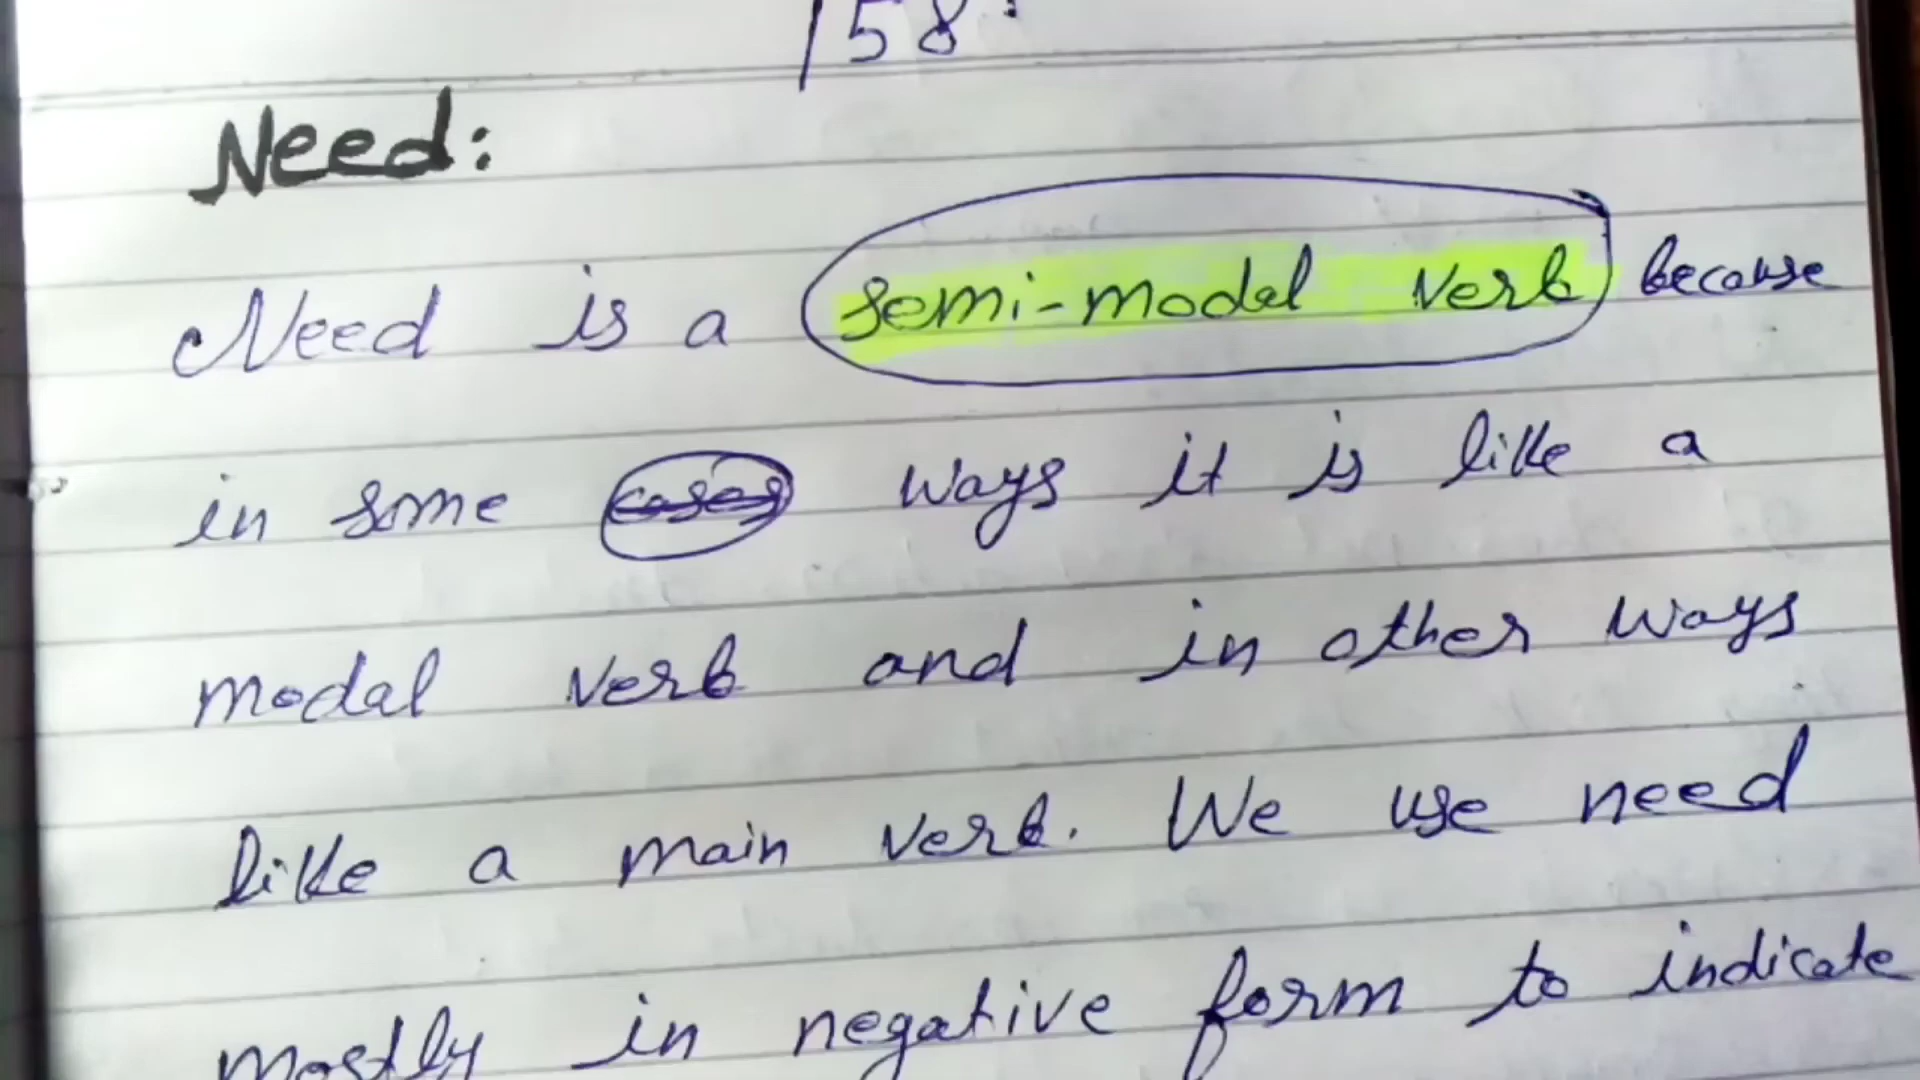 158
Need:
Need is a semi-modal verb because
in some cases ways it is like a
modal verb and in other ways
like a main verb. We use need
mostly in negative form to indicate